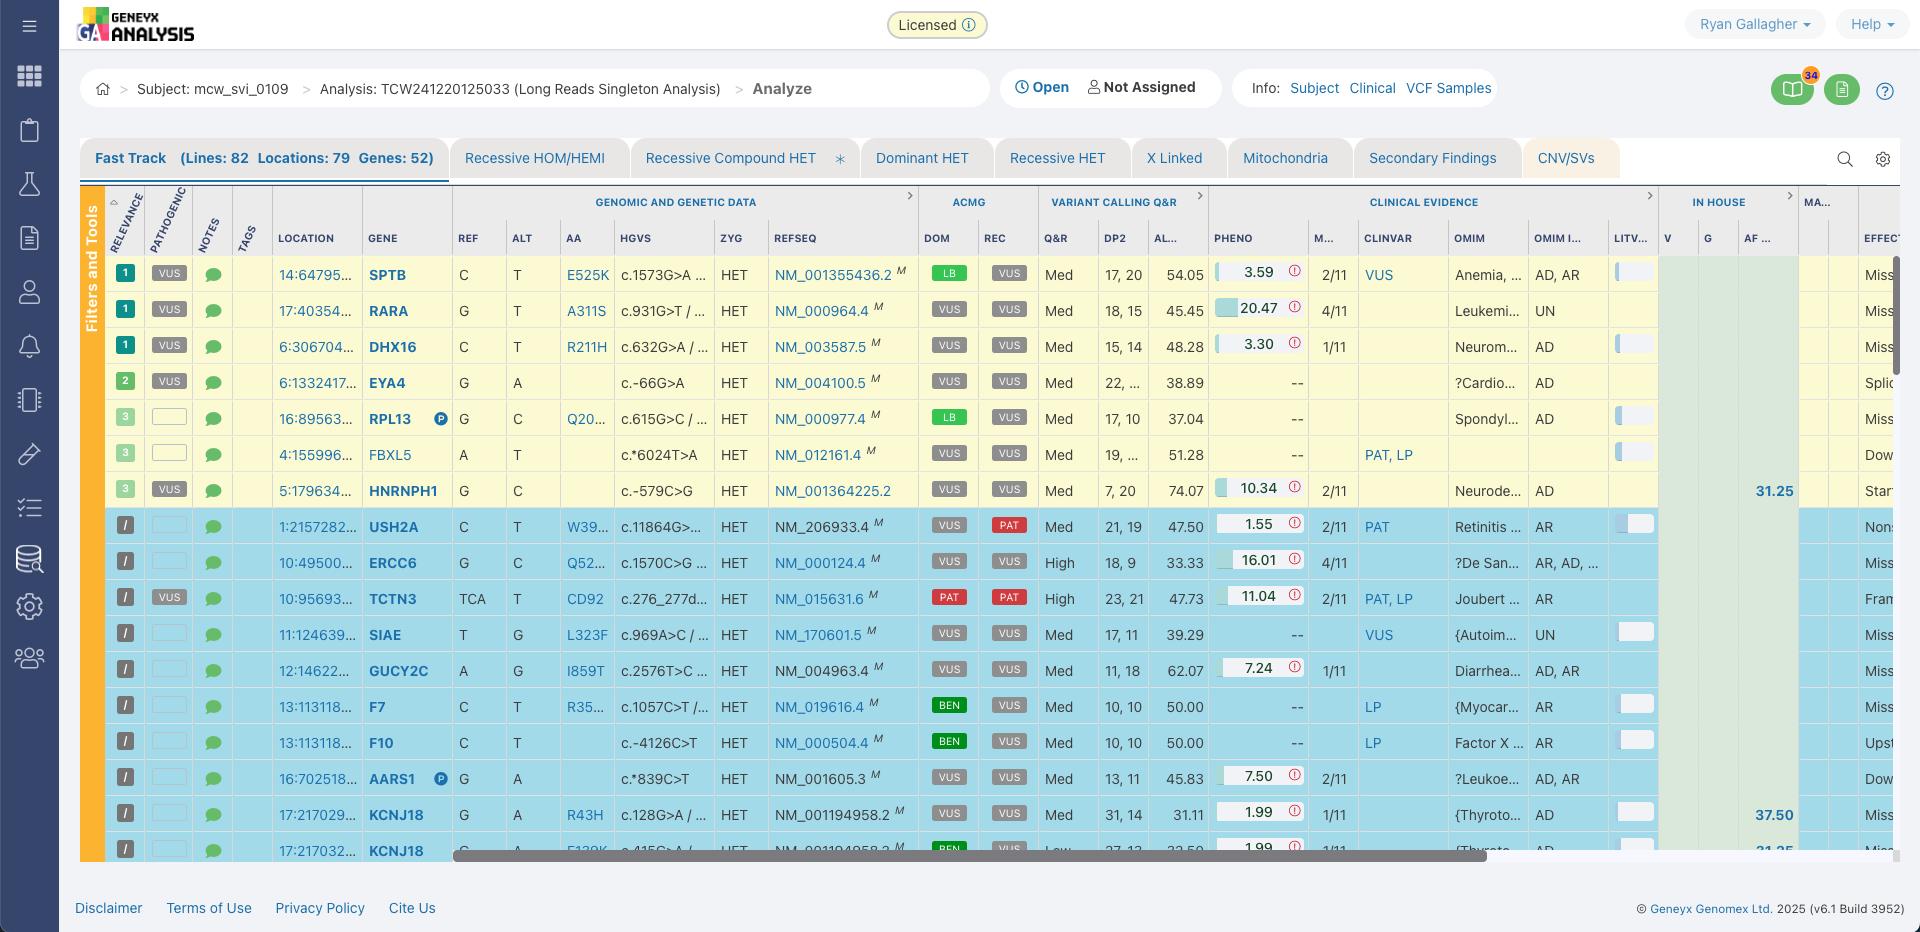 GENEYX
GA ANALYSIS
Licensed
Ryan Gallagher
Help
> Subject: mcw_svi_0109 > Analysis: TCW241220125033 (Long Reads Singleton Analysis) > Analyze
Open Not Assigned
Info: Subject Clinical VCF Samples
34
Fast Track (Lines: 82 Locations: 79 Genes: 52) Recessive HOM/HEMI Recessive Compound HET * Dominant HET Recessive HET X Linked Mitochondria Secondary Findings CNV/SVs
Filters and Tools
GENOMIC AND GENETIC DATA ACMG VARIANT CALLING Q&R CLINICAL EVIDENCE IN HOUSE MA...
RELEVANCE PATHOGENIC NOTES TAGS LOCATION GENE REF ALT AA HGVS ZYG REFSEQ DOM REC Q&R DP2 AL... PHENO M... CLINVAR OMIM OMIM I... LITV... V G AF ... EFFEC
1 VUS 14:64795... SPTB C T E525K c.1573G>A ... HET NM_001355436.2 M LB VUS Med 17, 20 54.05 3.59 2/11 VUS Anemia, ... AD, AR Miss
1 VUS 17:40354... RARA G T A311S c.931G>T / ... HET NM_000964.4 M VUS VUS Med 18, 15 45.45 20.47 4/11 Leukemi... UN Miss
1 VUS 6:306704... DHX16 C T R211H c.632G>A / ... HET NM_003587.5 M VUS VUS Med 15, 14 48.28 3.30 1/11 Neurom... AD Miss
2 VUS 6:1332417... EYA4 G A c.-66G>A HET NM_004100.5 M VUS VUS Med 22, ... 38.89 -- ?Cardio... AD Splic
3 16:89563... RPL13 P G C Q20... c.615G>C / ... HET NM_000977.4 M LB VUS Med 17, 10 37.04 -- Spondyl... AD Miss
3 4:155996... FBXL5 A T c.*6024T>A HET NM_012161.4 M VUS VUS Med 19, ... 51.28 -- PAT, LP Dow
3 VUS 5:179634... HNRNPH1 G C c.-579C>G HET NM_001364225.2 VUS VUS Med 7, 20 74.07 10.34 2/11 Neurode... AD 31.25 Star
/ 1:2157282... USH2A C T W39... c.11864G>... HET NM_206933.4 M VUS PAT Med 21, 19 47.50 1.55 2/11 PAT Retinitis ... AR Nons
/ 10:49500... ERCC6 G C Q52... c.1570C>G ... HET NM_000124.4 M VUS VUS High 18, 9 33.33 16.01 4/11 ?De San... AR, AD, ... Miss
/ VUS 10:95693... TCTN3 TCA T CD92 c.276_277d... HET NM_015631.6 M PAT PAT High 23, 21 47.73 11.04 2/11 PAT, LP Joubert ... AR Fram
/ 11:124639... SIAE T G L323F c.969A>C / ... HET NM_170601.5 M VUS VUS Med 17, 11 39.29 -- VUS {Autoim... UN Miss
/ 12:14622... GUCY2C A G I859T c.2576T>C ... HET NM_004963.4 M VUS VUS Med 11, 18 62.07 7.24 1/11 Diarrhea... AD, AR Miss
/ 13:113118... F7 C T R35... c.1057C>T /... HET NM_019616.4 M BEN VUS Med 10, 10 50.00 -- LP {Myocar... AR Miss
/ 13:113118... F10 C T c.-4126C>T HET NM_000504.4 M BEN VUS Med 10, 10 50.00 -- LP Factor X ... AR Upst
/ 16:702518... AARS1 P G A c.*839C>T HET NM_001605.3 M VUS VUS Med 13, 11 45.83 7.50 2/11 ?Leukoe... AD, AR Dow
/ 17:217029... KCNJ18 G A R43H c.128G>A / ... HET NM_001194958.2 M VUS VUS Med 31, 14 31.11 1.99 1/11 {Thyroto... AD 37.50 Miss
/ 17:217032... KCNJ18 G A E139K c.415G>A / ... HET NM_001194958.2 M BEN VUS Low 27, 13 32.50 1.99 1/11 {Thyroto... AD 31.25 Miss
Disclaimer Terms of Use Privacy Policy Cite Us
© Geneyx Genomex Ltd. 2025 (v6.1 Build 3952)